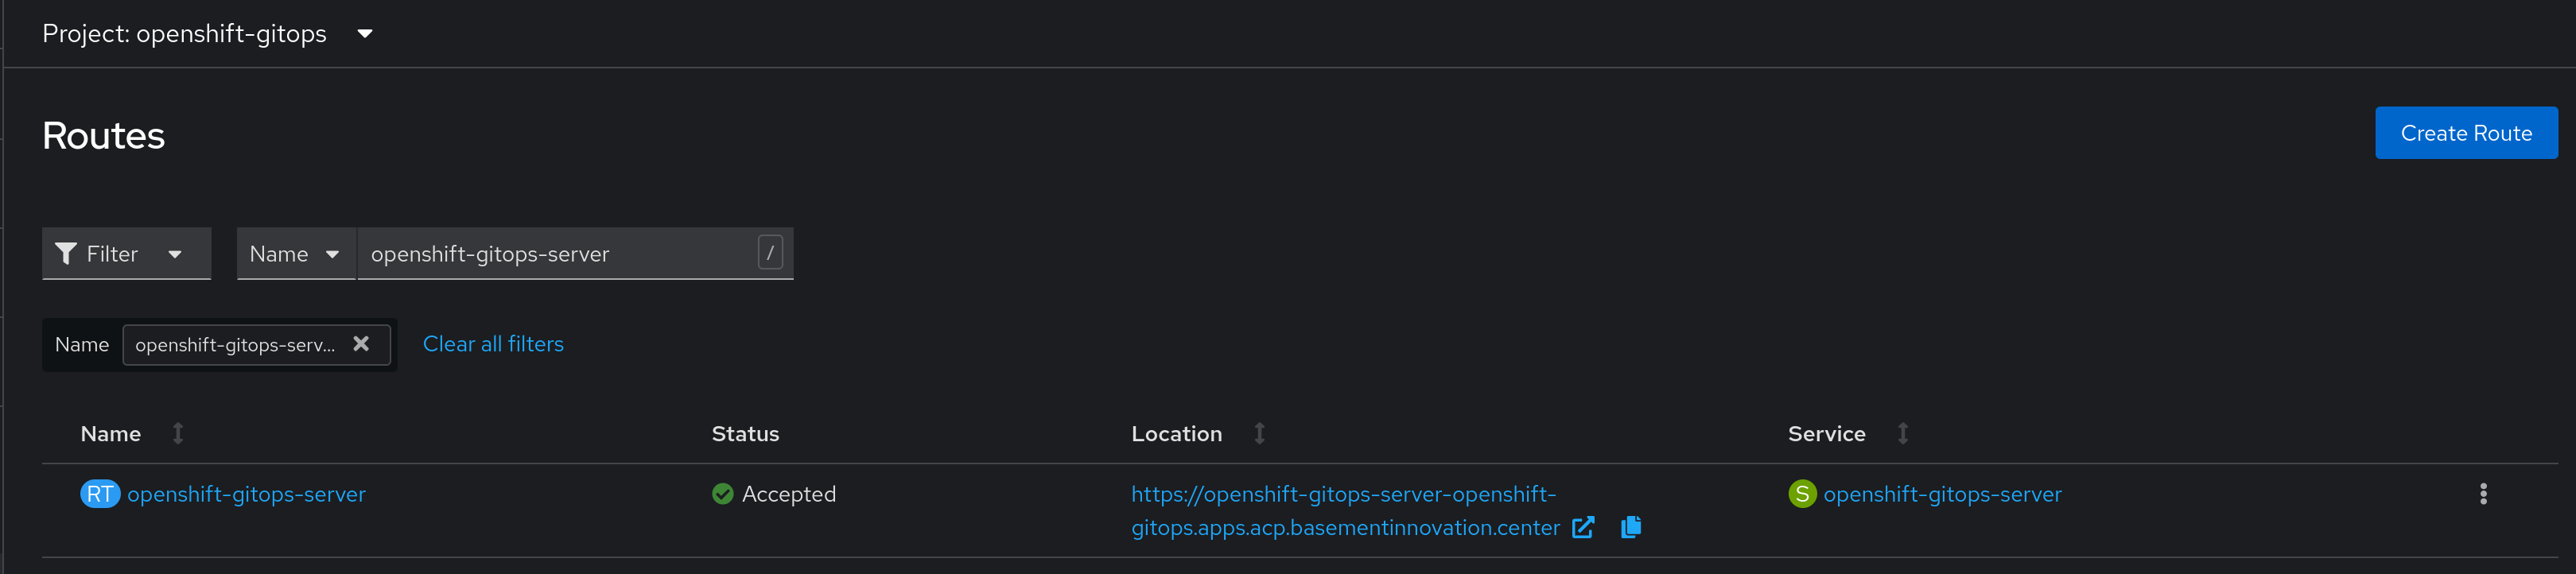 Project: openshift-gitops
Routes
Create Route
Filter
Name
openshift-gitops-server
/
Name
openshift-gitops-serv...
Clear all filters
Name
Status
Location
Service
RT openshift-gitops-server
Accepted
https://openshift-gitops-server-openshift-
gitops.apps.acp.basementinnovation.center
S openshift-gitops-server